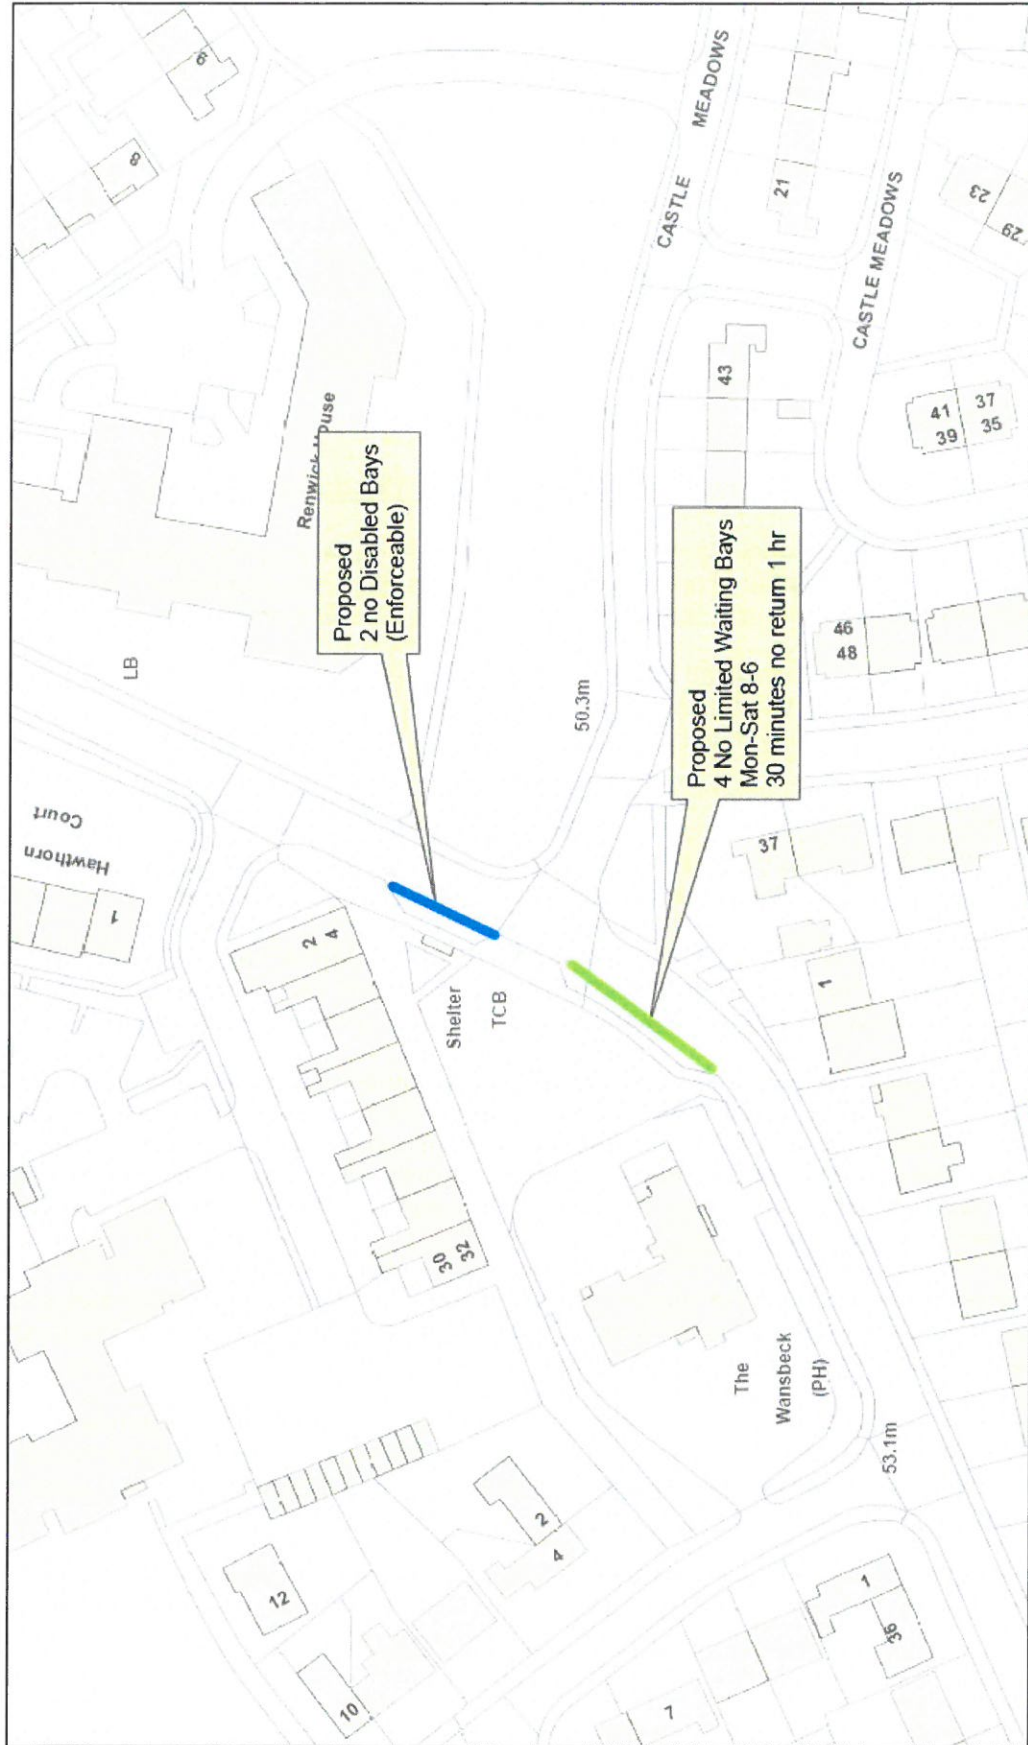 Proposed
2 no Disabled Bays
(Enforceable)
Proposed
4 No Limited Waiting Bays
Mon-Sat 8-6
30 minutes no return 1 hr
Renwick House
LB
Hawthorn
Court
1
2
4
Shelter
TCB
30
32
The
Wansbeck
(PH)
50.3m
53.1m
CASTLE MEADOWS
CASTLE MEADOWS
6
8
21
23
29
43
41
39
37
35
46
48
37
1
12
10
2
4
1
36
7